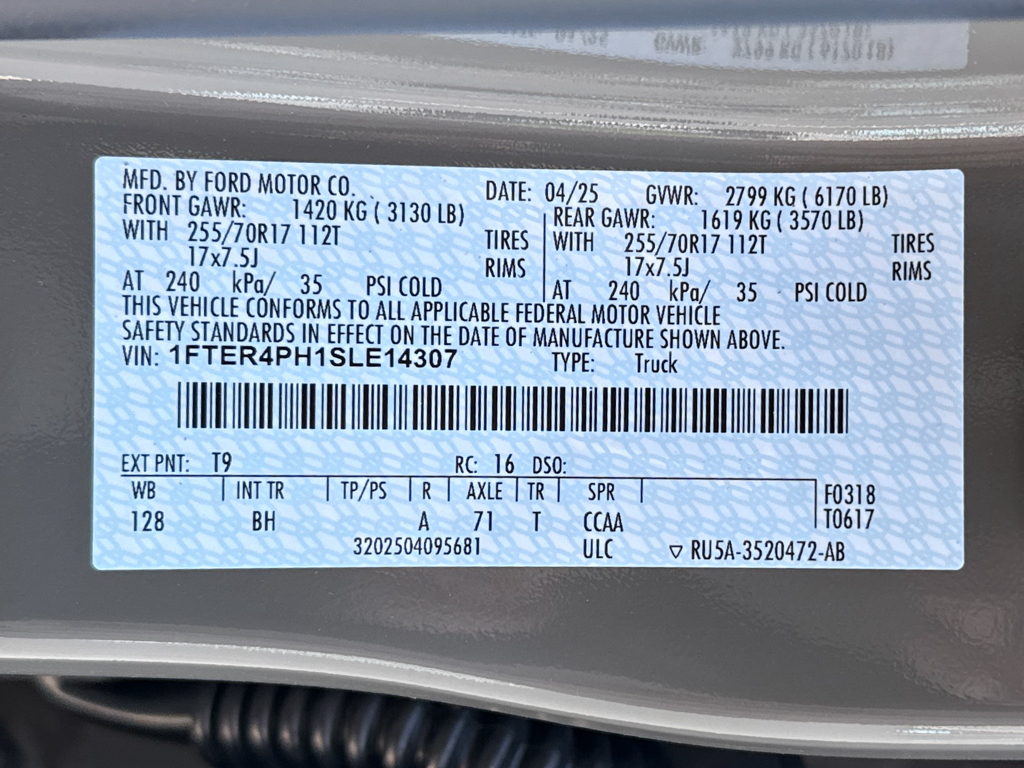 MFD. BY FORD MOTOR CO. DATE: 04/25 GVWR: 2799 KG ( 6170 LB)
FRONT GAWR: 1420 KG ( 3130 LB) REAR GAWR: 1619 KG ( 3570 LB)
WITH 255/70R17 112T TIRES WITH 255/70R17 112T TIRES
17x7.5J RIMS 17x7.5J RIMS
AT 240 kPa/ 35 PSI COLD AT 240 kPa/ 35 PSI COLD
THIS VEHICLE CONFORMS TO ALL APPLICABLE FEDERAL MOTOR VEHICLE
SAFETY STANDARDS IN EFFECT ON THE DATE OF MANUFACTURE SHOWN ABOVE.
VIN: 1FTER4PH1SLE14307 TYPE: Truck
EXT PNT: T9 RC: 16 DSO:
WB INT TR TP/PS R AXLE TR SPR F0318
128 BH A 71 T CCAA T0617
3202504095681 ULC ▽ RU5A-3520472-AB